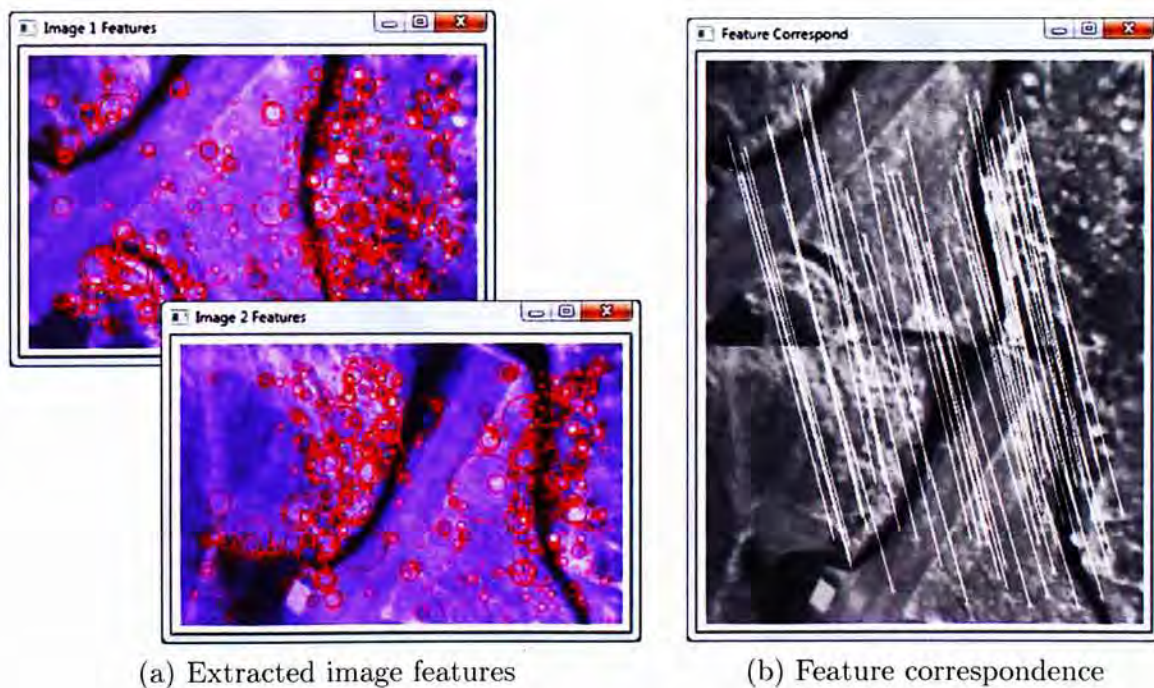 Image 1 Features
Image 2 Features
(a) Extracted image features
Feature Correspond
(b) Feature correspondence